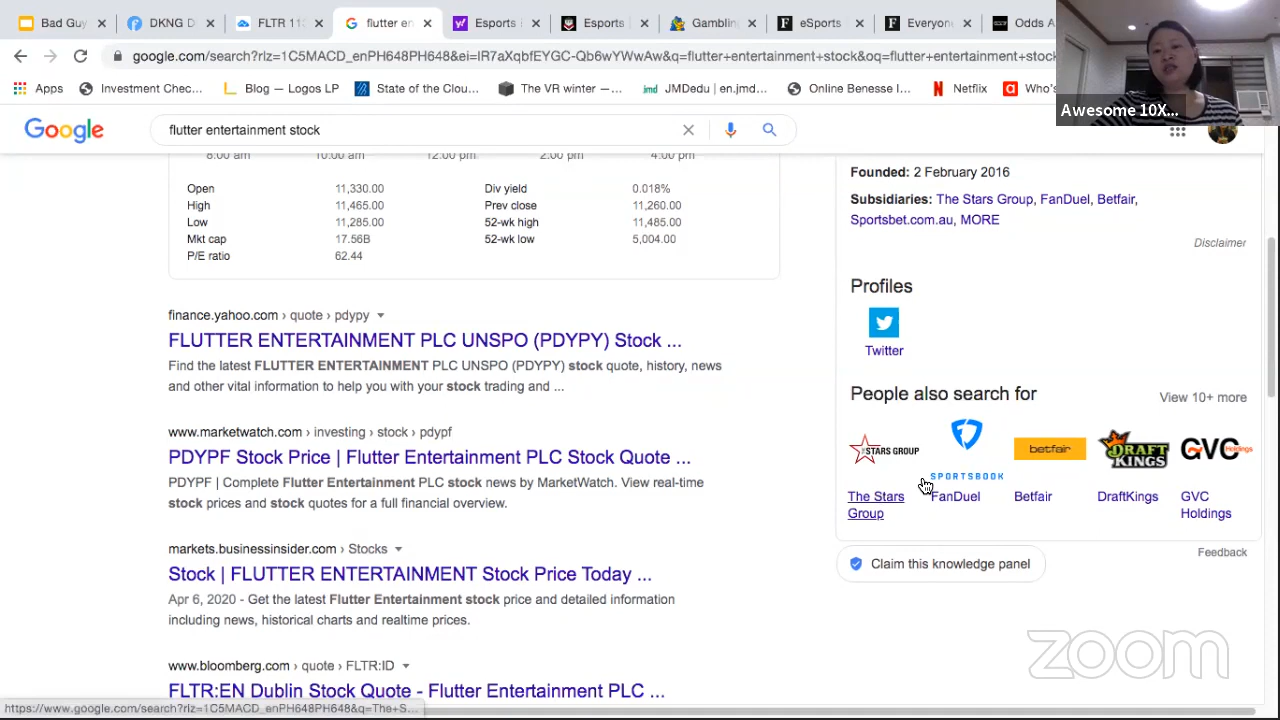 Bad Guy
DKNG D
FLTR 113
flutter en
Esports I
Esports
Gambling
eSports
Everyone
Odds A
google.com/search?rlz=1C5MACD_enPH648PH648&ei=IR7aXqbfEYGC-Qb6wYWwAw&q=flutter+entertainment+stock&oq=flutter+entertainment+stock
Apps
Investment Chec...
Blog — Logos LP
State of the Cloud...
The VR winter — ...
JMDedu | en.jmd...
Online Benesse I...
Netflix
Who's
Awesome 10X...
Google
flutter entertainment stock
8:00 am 10:00 am 12:00 pm 2:00 pm 4:00 pm
Open 11,330.00 Div yield 0.018%
High 11,465.00 Prev close 11,260.00
Low 11,285.00 52-wk high 11,485.00
Mkt cap 17.56B 52-wk low 5,004.00
P/E ratio 62.44
finance.yahoo.com › quote › pdypy
FLUTTER ENTERTAINMENT PLC UNSPO (PDYPY) Stock ...
Find the latest FLUTTER ENTERTAINMENT PLC UNSPO (PDYPY) stock quote, history, news
and other vital information to help you with your stock trading and ...
www.marketwatch.com › investing › stock › pdypf
PDYPF Stock Price | Flutter Entertainment PLC Stock Quote ...
PDYPF | Complete Flutter Entertainment PLC stock news by MarketWatch. View real-time
stock prices and stock quotes for a full financial overview.
markets.businessinsider.com › Stocks
Stock | FLUTTER ENTERTAINMENT Stock Price Today ...
Apr 6, 2020 - Get the latest Flutter Entertainment stock price and detailed information
including news, historical charts and realtime prices.
www.bloomberg.com › quote › FLTR:ID
FLTR:EN Dublin Stock Quote - Flutter Entertainment PLC ...
https://www.google.com/search?rlz=1C5MACD_enPH648PH648&q=The+S...
Founded: 2 February 2016
Subsidiaries: The Stars Group, FanDuel, Betfair,
Sportsbet.com.au, MORE
Disclaimer
Profiles
Twitter
People also search for
View 10+ more
THE STARS GROUP
SPORTSBOOK
betfair
DRAFT KINGS
GVC Holdings
The Stars
Group
FanDuel
Betfair
DraftKings
GVC
Holdings
Claim this knowledge panel
Feedback
zoom